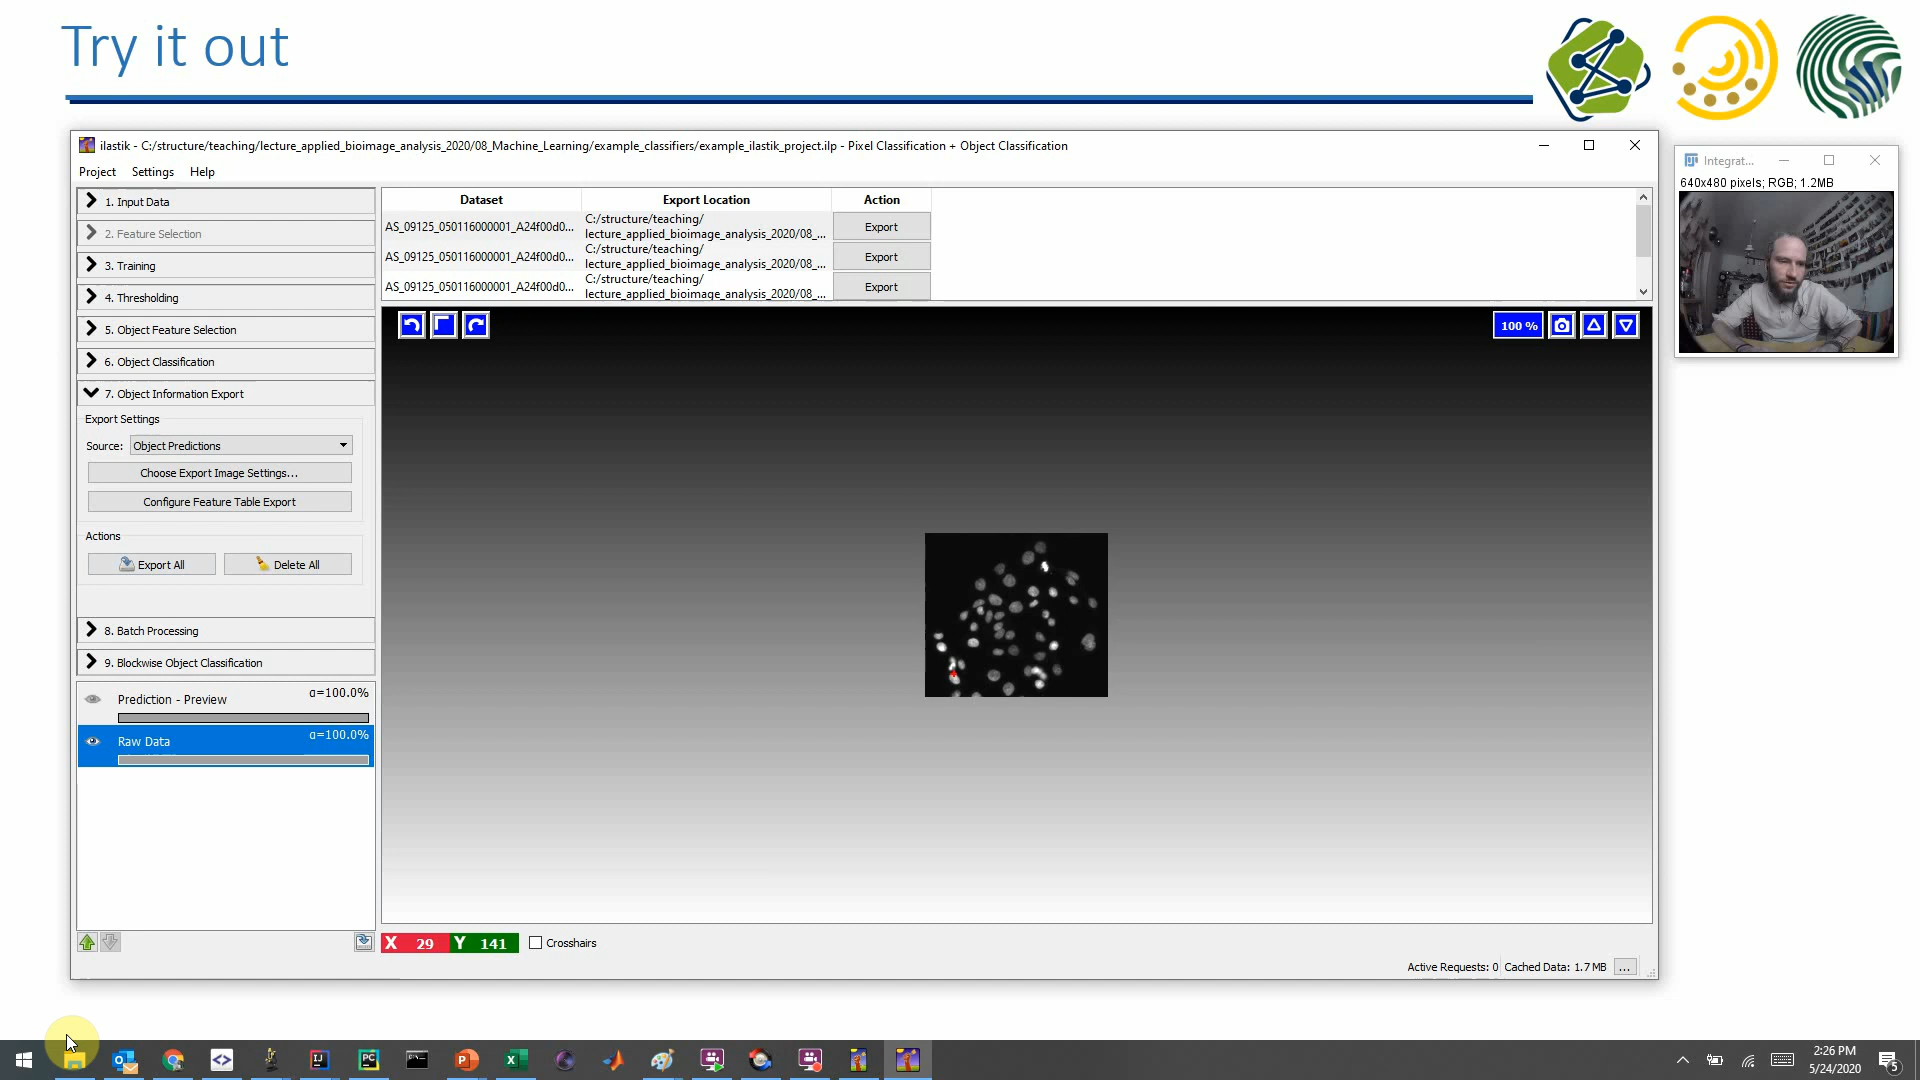 Try it out
ilastik - C:/structure/teaching/lecture_applied_bioimage_analysis_2020/08_Machine_Learning/example_classifiers/example_ilastik_project.ilp - Pixel Classification + Object Classification
Project Settings Help
1. Input Data
2. Feature Selection
3. Training
4. Thresholding
5. Object Feature Selection
6. Object Classification
7. Object Information Export
Export Settings
Source: Object Predictions
Choose Export Image Settings...
Configure Feature Table Export
Actions
Export All Delete All
8. Batch Processing
9. Blockwise Object Classification
Prediction - Preview α=100.0%
Raw Data α=100.0%
Dataset Export Location Action
AS_09125_050116000001_A24f00d0... C:/structure/teaching/
lecture_applied_bioimage_analysis_2020/08_... Export
AS_09125_050116000001_A24f00d0... C:/structure/teaching/
lecture_applied_bioimage_analysis_2020/08_... Export
AS_09125_050116000001_A24f00d0... C:/structure/teaching/
lecture_applied_bioimage_analysis_2020/08_... Export
100 %
X 29 Y 141 Crosshairs
Active Requests: 0 Cached Data: 1.7 MB ...
Integrat...
640x480 pixels; RGB; 1.2MB
2:26 PM
5/24/2020
5